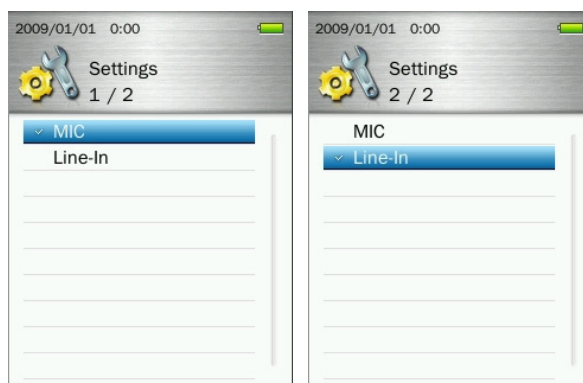 2009/01/01 0:00
Settings
1 / 2
MIC
Line-In
2009/01/01 0:00
Settings
2 / 2
MIC
Line-In